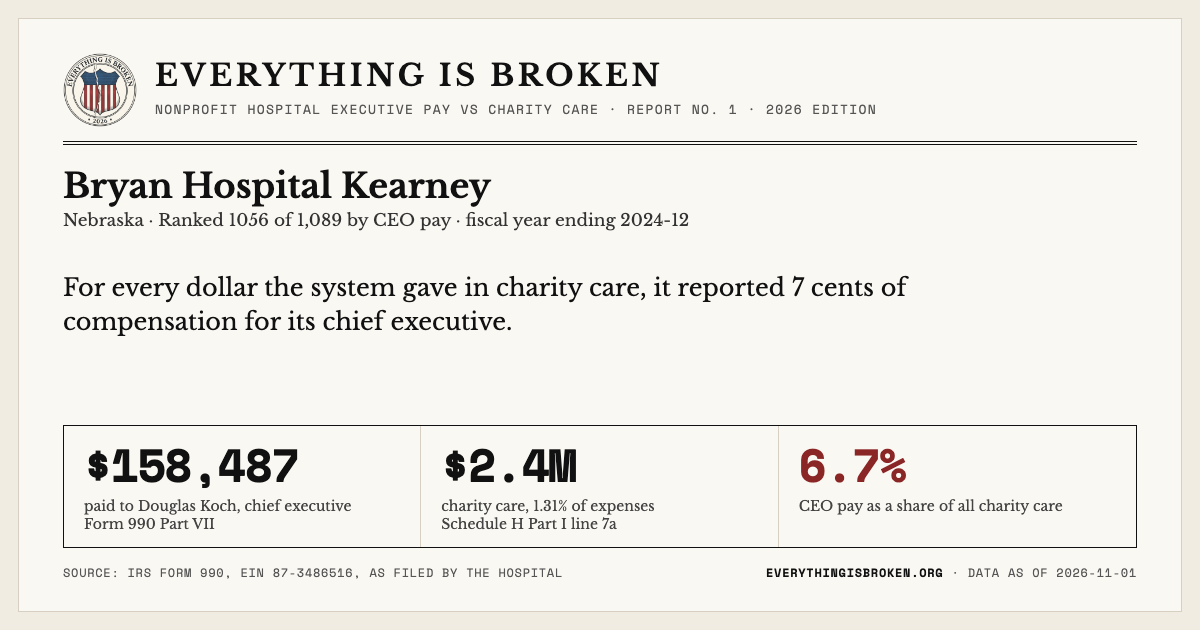 EVERYTHING IS BROKEN
2026
EVERYTHING IS BROKEN
NONPROFIT HOSPITAL EXECUTIVE PAY VS CHARITY CARE · REPORT NO. 1 · 2026 EDITION
Bryan Hospital Kearney
Nebraska · Ranked 1056 of 1,089 by CEO pay · fiscal year ending 2024-12
For every dollar the system gave in charity care, it reported 7 cents of
compensation for its chief executive.
$158,487
paid to Douglas Koch, chief executive
Form 990 Part VII
$2.4M
charity care, 1.31% of expenses
Schedule H Part I line 7a
6.7%
CEO pay as a share of all charity care
SOURCE: IRS FORM 990, EIN 87-3486516, AS FILED BY THE HOSPITAL
EVERYTHINGISBROKEN.ORG · DATA AS OF 2026-11-01